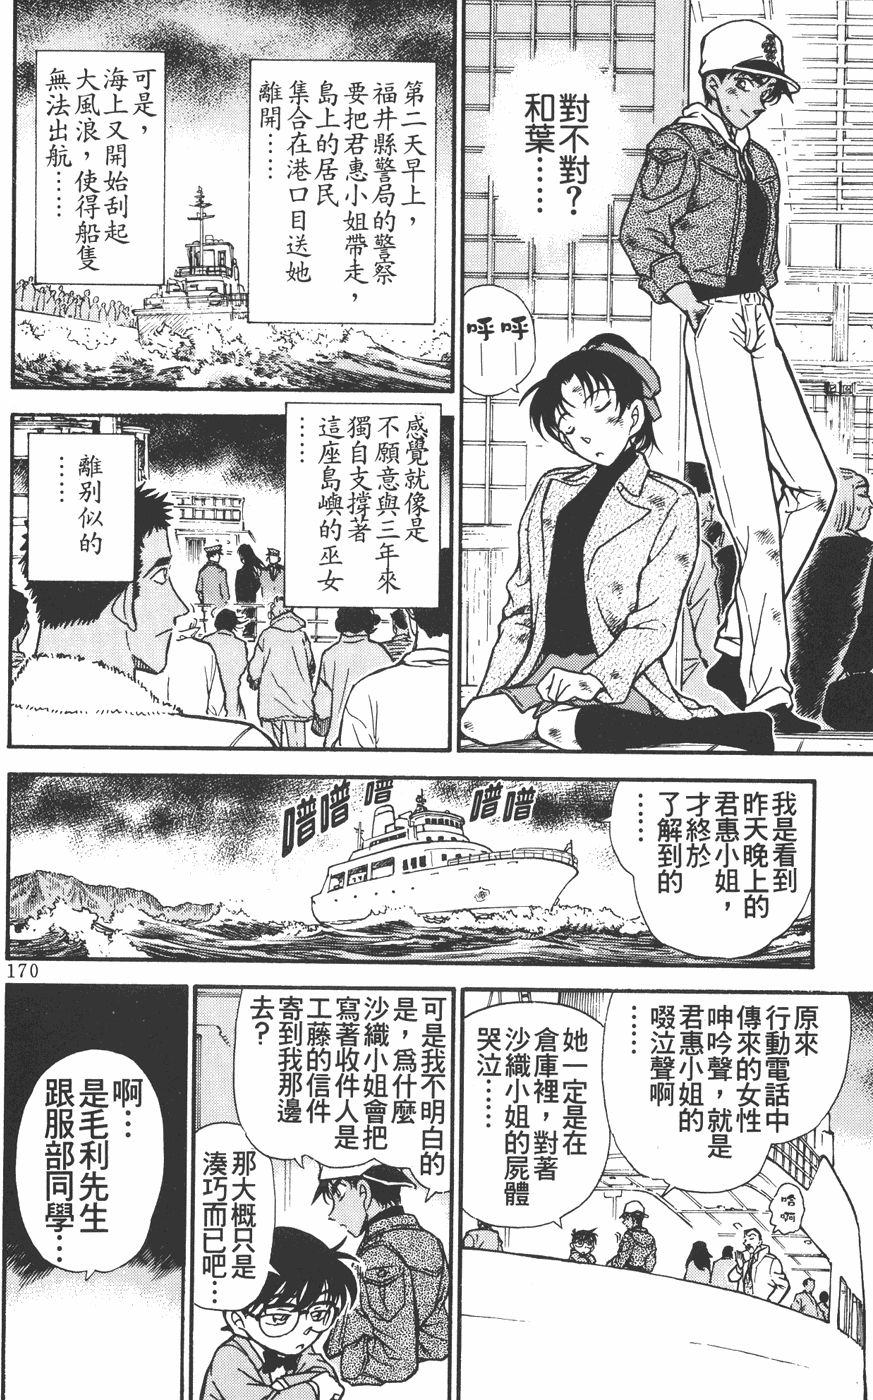 對不對？
和葉……
呼呼
第二天早上，
福井縣警局的警察
要把君惠小姐帶走，
島上的居民
集合在港口目送她
離開……
可是，
海上又開始刮起
大風浪，使得船隻
無法出航……
感覺就像是
不願意與三年來
獨自支撐著
這座島嶼的巫女
……
離別似的
……
我是看到
昨天晚上的
君惠小姐，
才終於
了解到的
……
噜噜
噜
噜噜
170
原來
行動電話中
傳來的女性
呻吟聲，就是
君惠小姐的
啜泣聲啊
……
她一定是在
倉庫裡，對著
沙織小姐的屍體
哭泣……
哈啊
可是我不明白的
是，為什麼
沙織小姐會把
寫著收件人是
工藤的信件
寄到我那邊
去？
那大概只是
湊巧而已吧…
啊…
是毛利先生
跟服部同學…